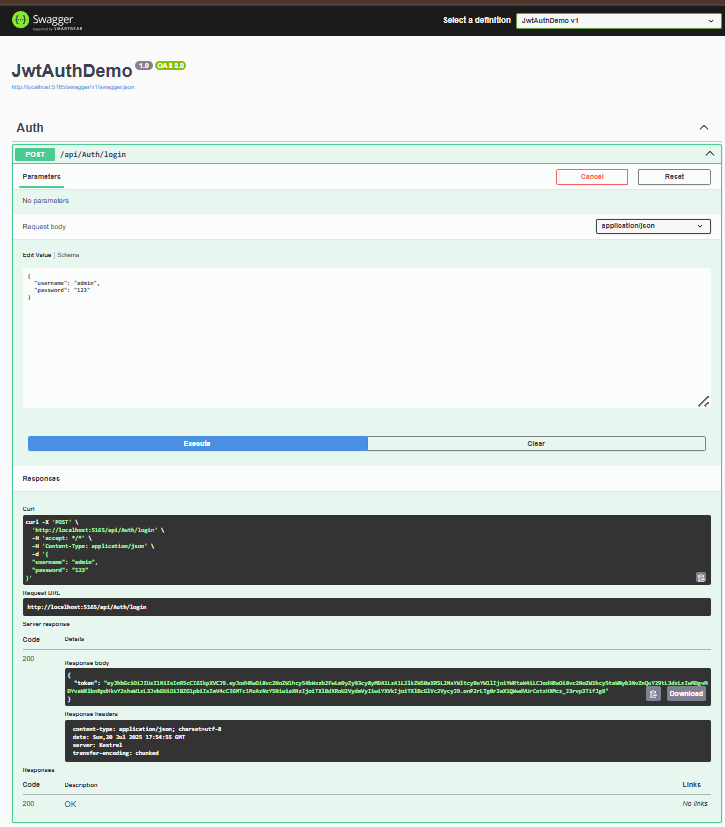 Swagger.
Supported by SMARTBEAR
Select a definition
JwtAuthDemo v1
JwtAuthDemo 1.0 OAS 3.0
http://localhost:5165/swagger/v1/swagger.json
Auth
POST /api/Auth/login
Parameters
Cancel
Reset
No parameters
Request body
application/json
Edit Value | Schema
{
"username": "admin",
"password": "123"
}
Execute
Clear
Responses
Curl
curl -X 'POST' \
'http://localhost:5165/api/Auth/login' \
-H 'accept: */*' \
-H 'Content-Type: application/json' \
-d '{
"username": "admin",
"password": "123"
}'
Request URL
http://localhost:5165/api/Auth/login
Server response
Code
Details
200
Response body
{
"token":
}
Download
Response headers
content-type: application/json; charset=utf-8
date: Sun,20 Jul 2025 17:54:55 GMT
server: Kestrel
transfer-encoding: chunked
Responses
Code
Description
Links
200
OK
No links